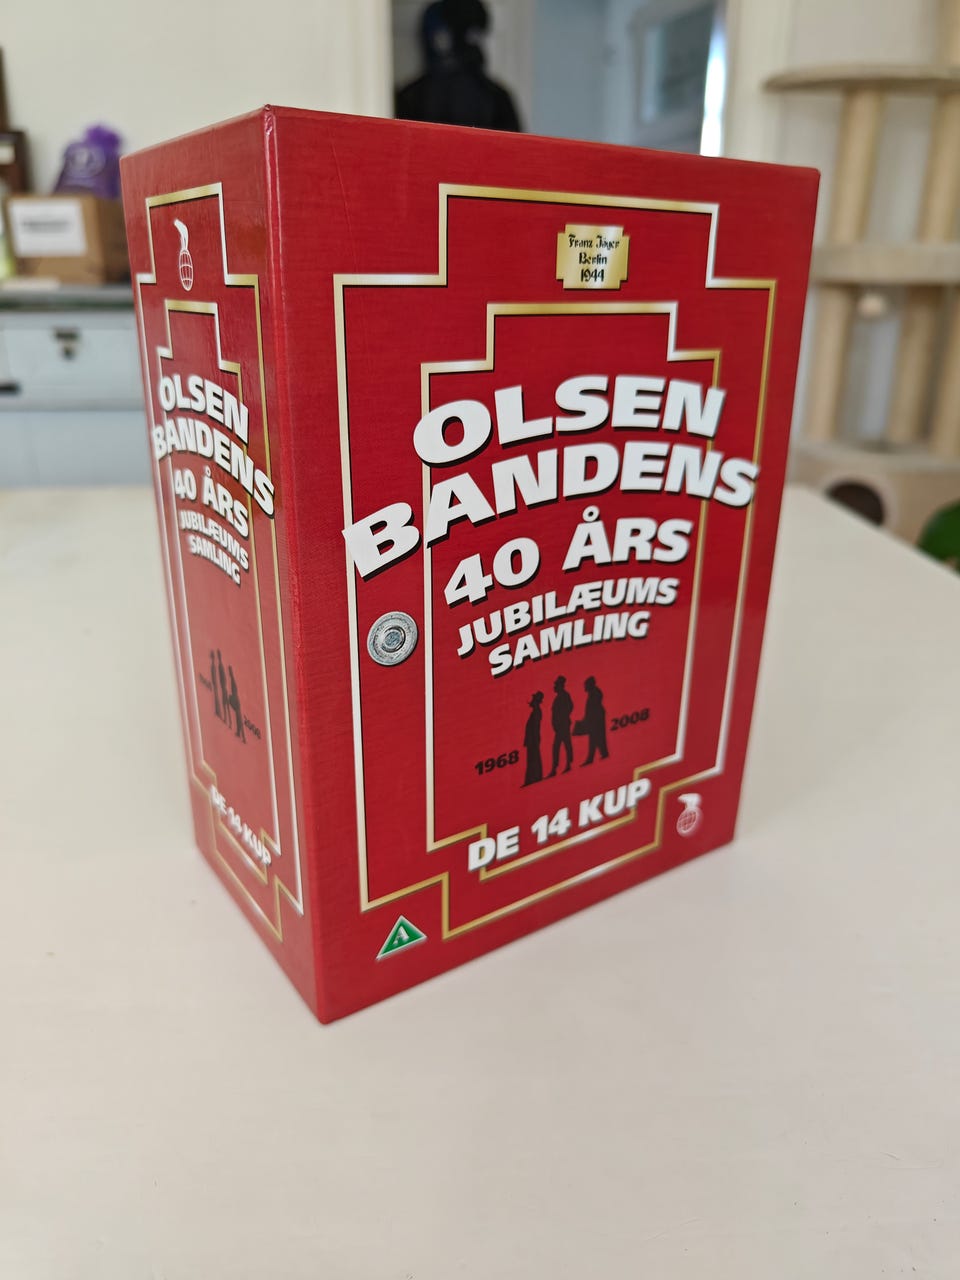 OLSEN
BANDENS
40 ÅRS
JUBILÆUMS
SAMLING
2008
DE 14 KUP
Franz Jäger
Berlin
1944
OLSEN
BANDENS
40 ÅRS
JUBILÆUMS
SAMLING
1968 2008
DE 14 KUP
A